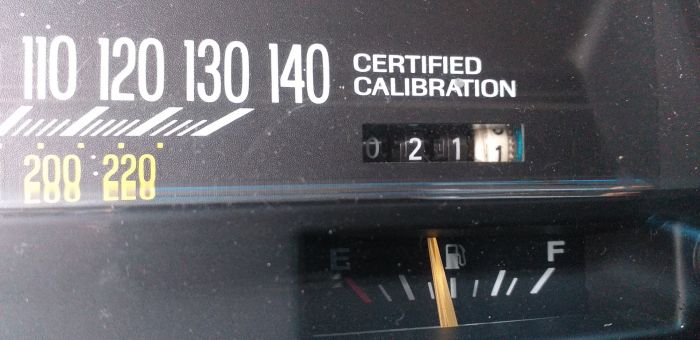 110 120 130 140
CERTIFIED
CALIBRATION
200 220
0 2 1 1
E F